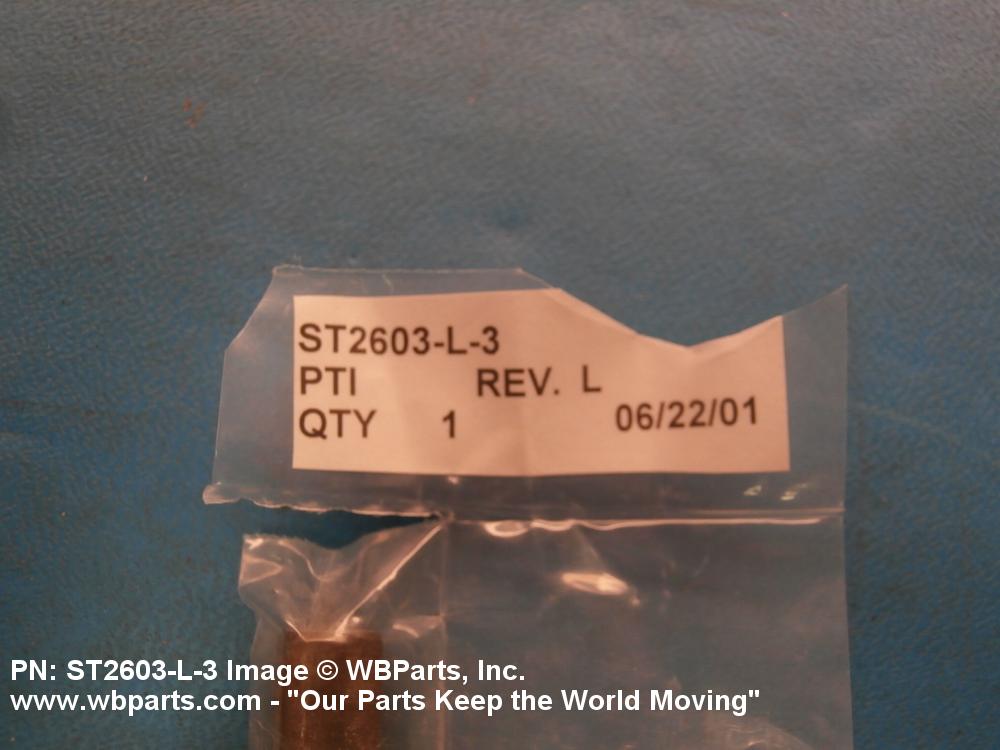 ST2603-L-3
PTI REV. L
QTY 1 06/22/01
PN: ST2603-L-3 Image © WBParts, Inc.
www.wbparts.com - "Our Parts Keep the World Moving"